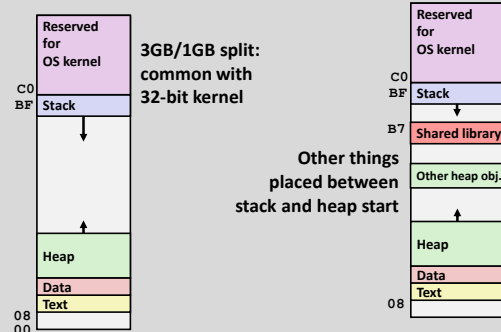 Reserved
for
OS kernel
C0
BF
Stack
Heap
Data
Text
08
00
3GB/1GB split:
common with
32-bit kernel
Other things
placed between
stack and heap start
Reserved
for
OS kernel
C0
BF
Stack
B7
Shared library
Other heap obj.
Heap
Data
Text
08